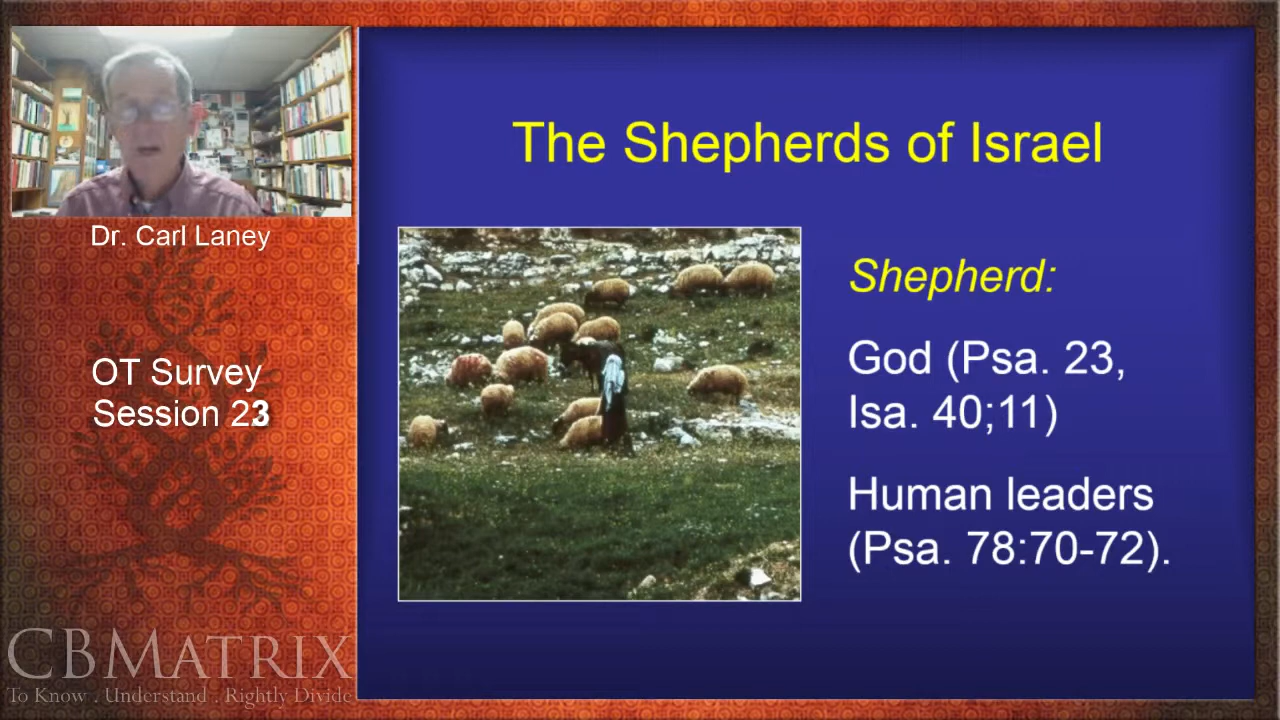 Dr. Carl Laney
OT Survey
Session 23
CBMATRIX
To Know . Understand . Rightly Divide
The Shepherds of Israel
Shepherd:
God (Psa. 23,
Isa. 40;11)
Human leaders
(Psa. 78:70-72).